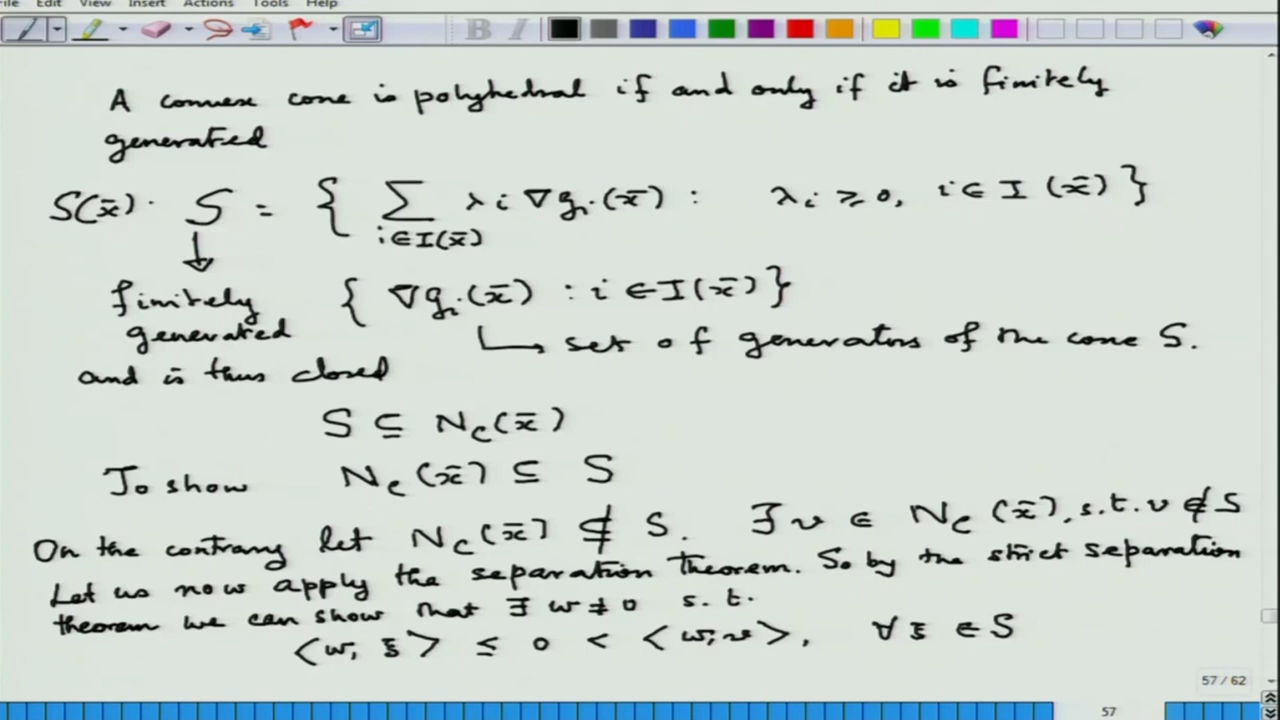 File Edit View Insert Actions Tools Help
A convex cone is polyhedral if and only if it is finitely
generated
S(x̄). S = { ∑_{i∈I(x̄)} λi ∇gi(x̄) : λi ≥ 0, i ∈ I(x̄) }
↓
finitely { ∇gi(x̄) : i ∈ I(x̄) }
generated ↳ set of generators of the cone S.
and is thus closed
S ⊆ N_C(x̄)
To show N_C(x̄) ⊆ S
On the contrary let N_C(x̄) ⊈ S. ∃ v ∈ N_C(x̄), s.t. v ∉ S
Let us now apply the separation theorem. So by the strict separation
theorem we can show that ∃ w ≠ 0 s.t.
⟨w, ξ⟩ ≤ 0 < ⟨w, v⟩, ∀ ξ ∈ S
57 / 62
57